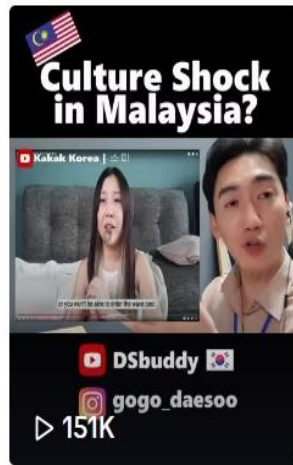 Culture Shock
in Malaysia?
Kakak Korea | 소피
or you won't be able to enter the wave pool.
DSbuddy
gogo_daesoo
151K